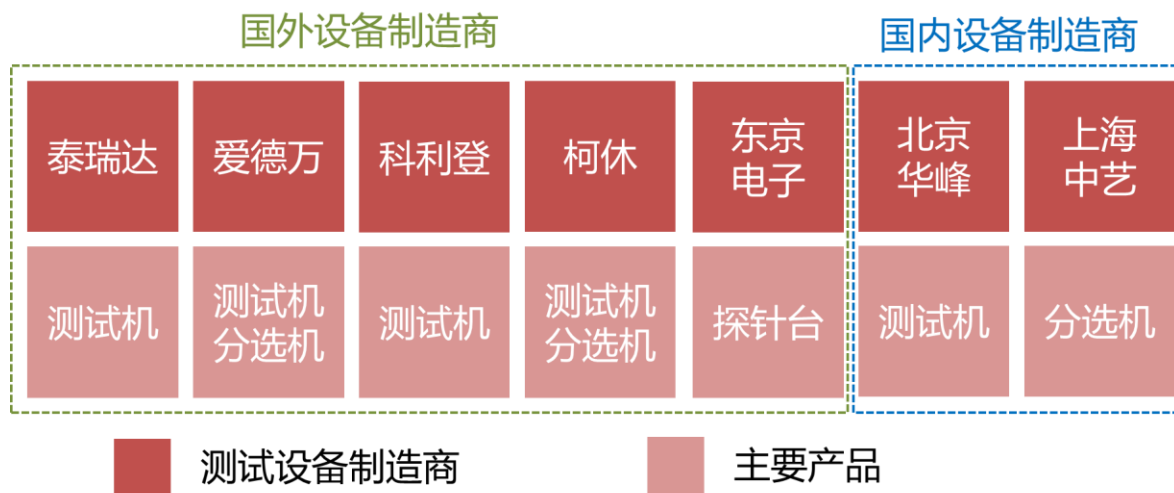 国外设备制造商
国内设备制造商
泰瑞达
爱德万
科利登
柯休
东京
电子
北京
华峰
上海
中艺
测试机
测试机
分选机
测试机
测试机
分选机
探针台
测试机
分选机
测试设备制造商
主要产品